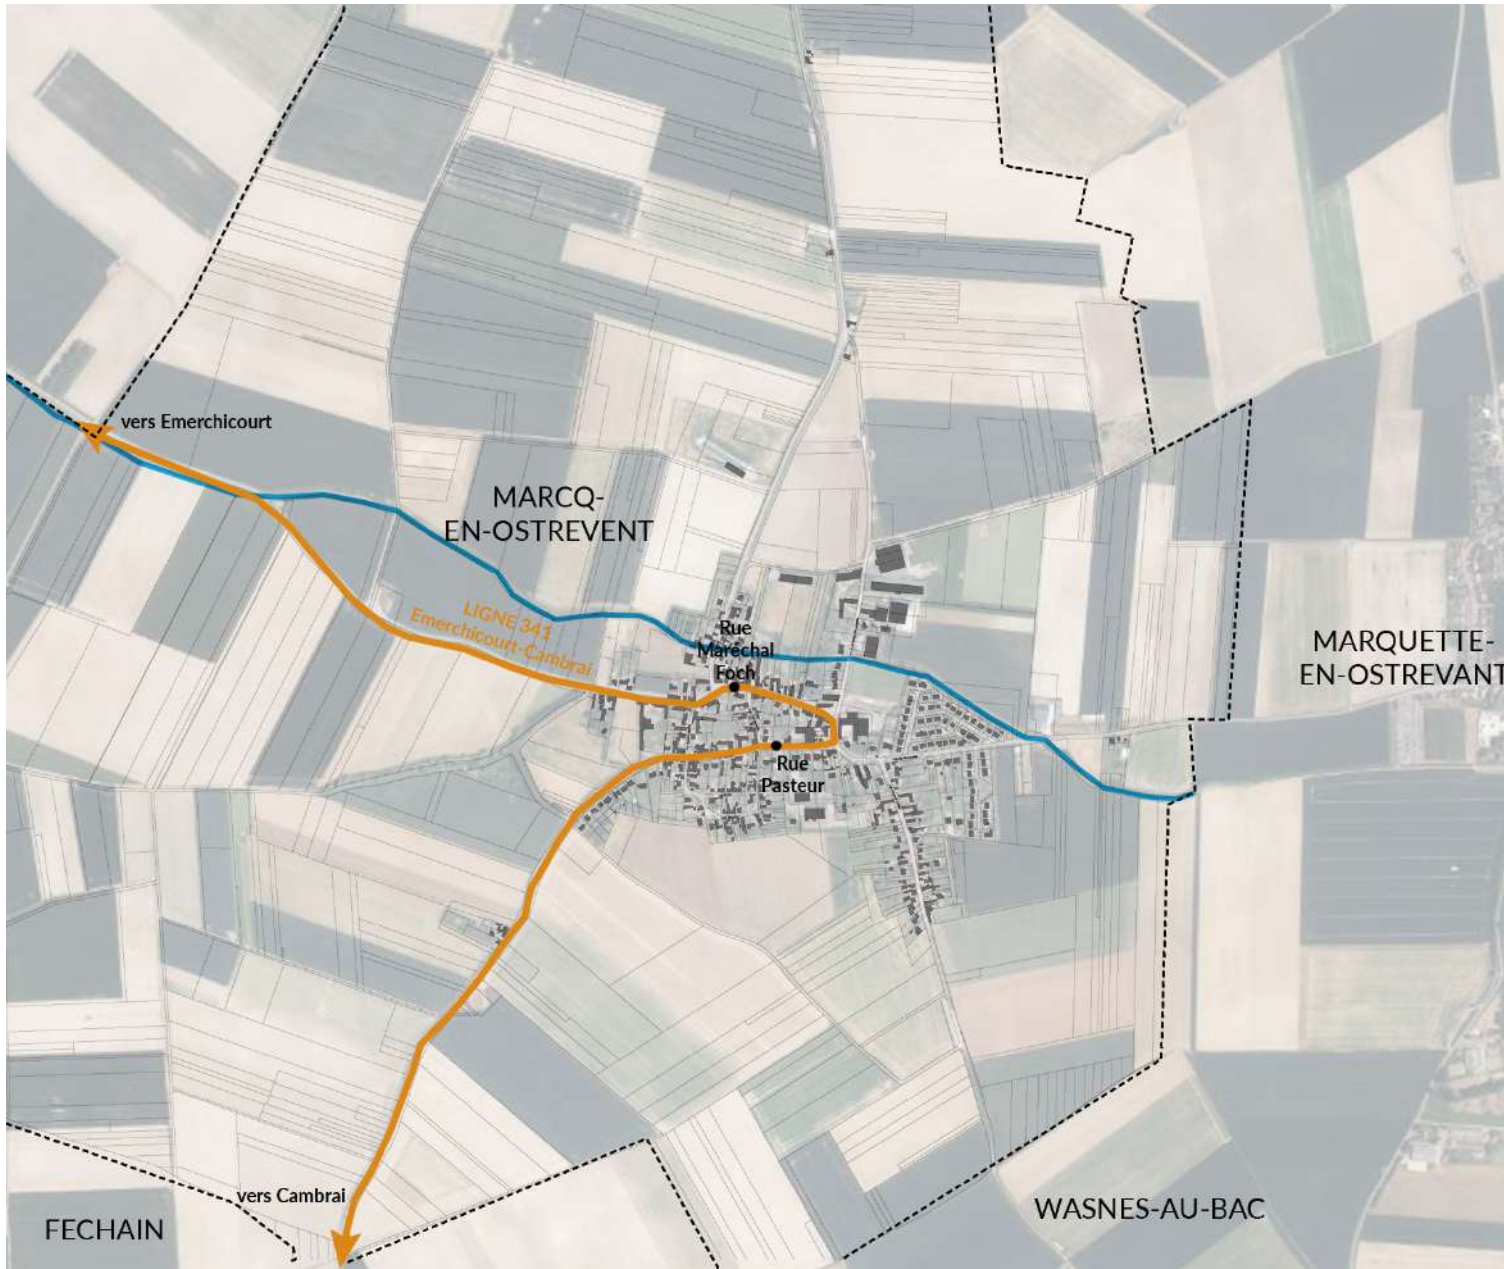 vers Emerchicourt
MARCQ-
EN-OSTREVENT
LIGNE 341
Emerchicourt-Cambrai
Rue
Maréchal
Foch
MARQUETTE-
EN-OSTREVANT
Rue
Pasteur
vers Cambrai
FECHAIN
WASNES-AU-BAC